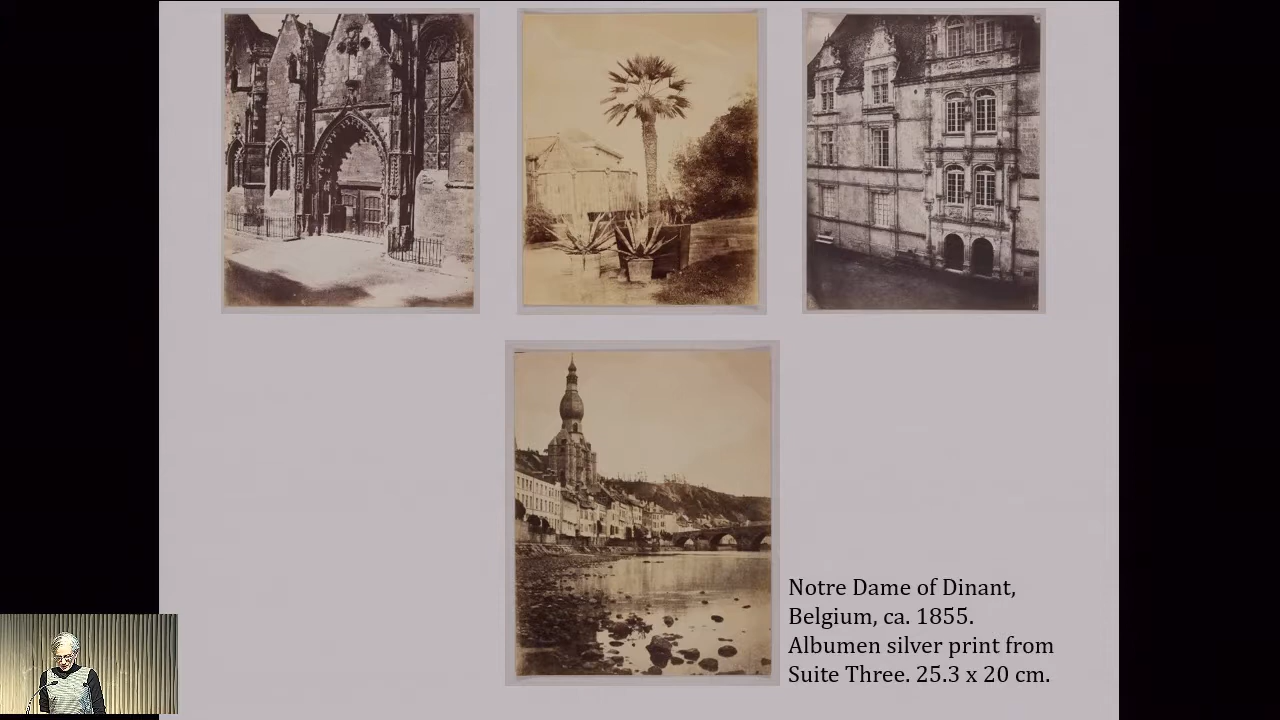 Notre Dame of Dinant,
Belgium, ca. 1855.
Albumen silver print from
Suite Three. 25.3 x 20 cm.